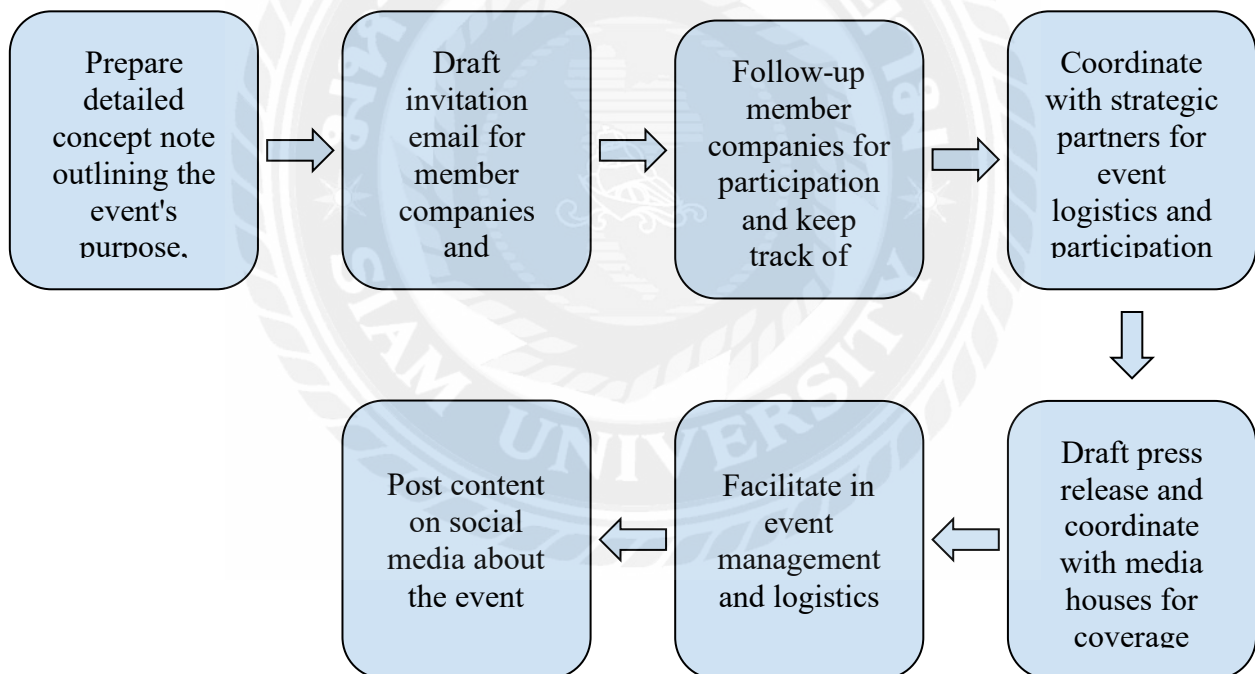 Prepare
detailed
concept note
outlining the
event's
purpose,
Draft
invitation
email for
member
companies
and
Follow-up
member
companies for
participation
and keep
track of
Coordinate
with strategic
partners for
event
logistics and
participation
Draft press
release and
coordinate
with media
houses for
coverage
Facilitate in
event
management
and logistics
Post content
on social
media about
the event
SIAM UNIVERSITY